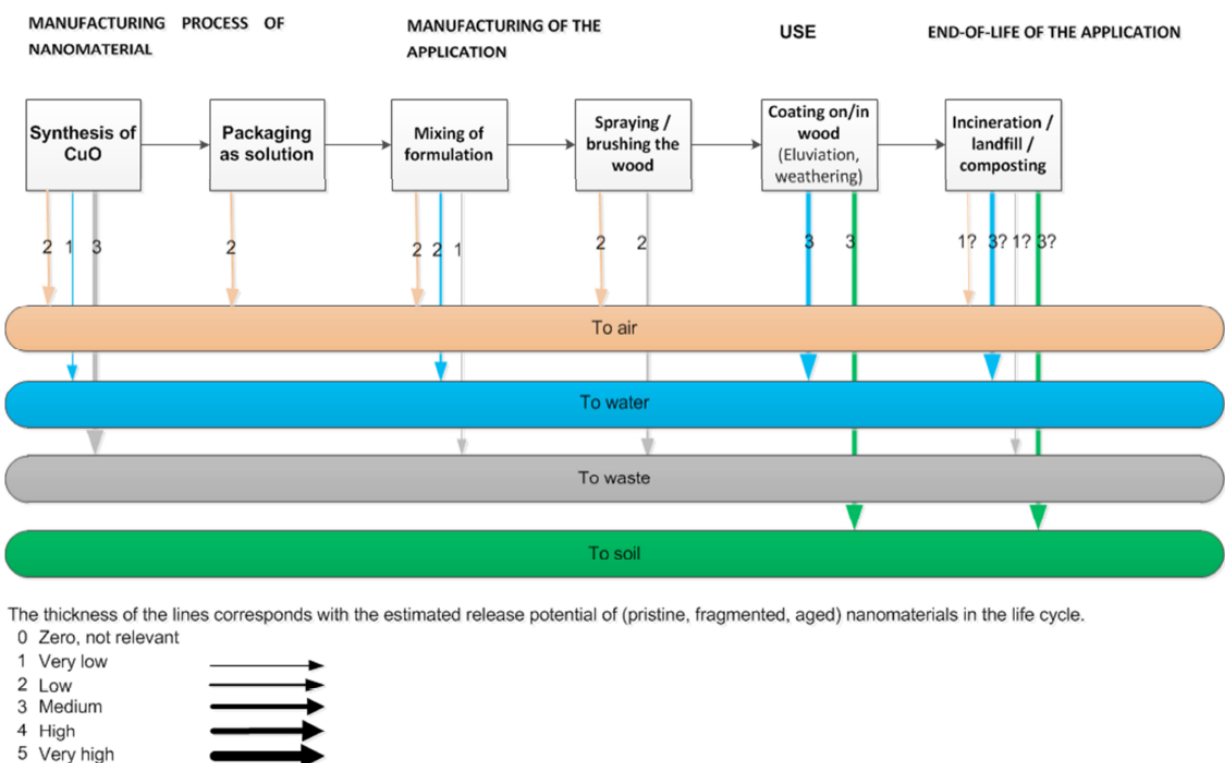 MANUFACTURING PROCESS OF
NANOMATERIAL
MANUFACTURING OF THE
APPLICATION
USE
END-OF-LIFE OF THE APPLICATION
Synthesis of
CuO
Packaging
as solution
Mixing of
formulation
Spraying /
brushing the
wood
Coating on/in
wood
(Eluviation,
weathering)
Incineration /
landfill /
composting
2 1 3
2
2 2 1
2 2
3 3
1? 3? 1? 3?
To air
To water
To waste
To soil
The thickness of the lines corresponds with the estimated release potential of (pristine, fragmented, aged) nanomaterials in the life cycle.
0 Zero, not relevant
1 Very low
2 Low
3 Medium
4 High
5 Very high